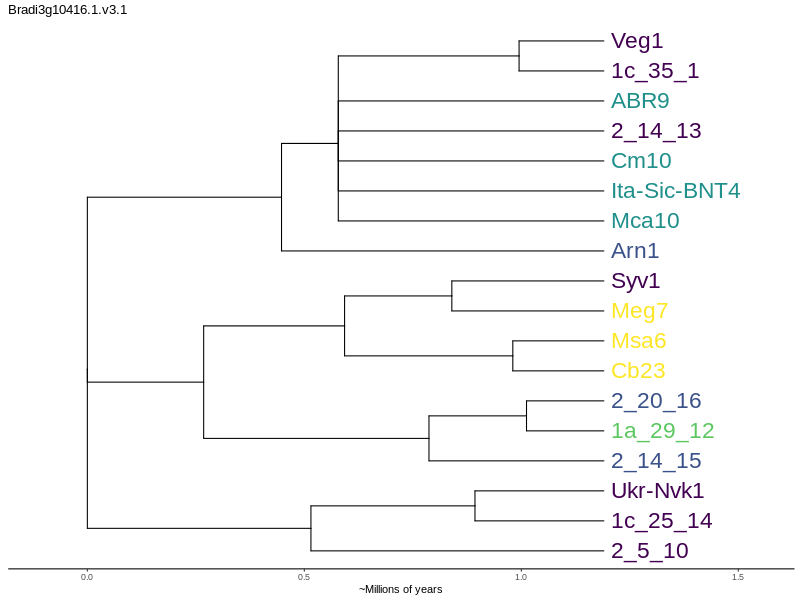 Bradi3g10416.1.v3.1
Veg1
1c_35_1
ABR9
2_14_13
Cm10
Ita-Sic-BNT4
Mca10
Arn1
Syv1
Meg7
Msa6
Cb23
2_20_16
1a_29_12
2_14_15
Ukr-Nvk1
1c_25_14
2_5_10
0.0 0.5 1.0 1.5
~Millions of years